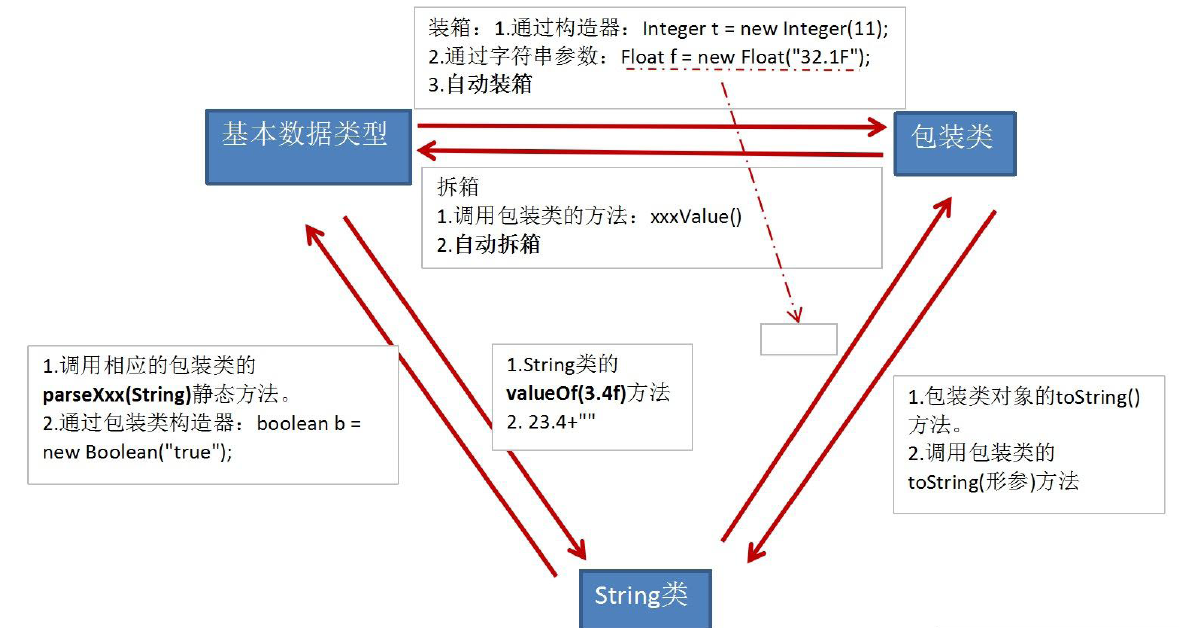 装箱：1.通过构造器：Integer t = new Integer(11);
2.通过字符串参数：Float f = new Float("32.1F");
3.自动装箱
基本数据类型
包装类
拆箱
1.调用包装类的方法：xxxValue()
2.自动拆箱
1.调用相应的包装类的
parseXxx(String)静态方法。
2.通过包装类构造器：boolean b =
new Boolean("true");
1.String类的
valueOf(3.4f)方法
2. 23.4+""
1.包装类对象的toString()
方法。
2.调用包装类的
toString(形参)方法
String类